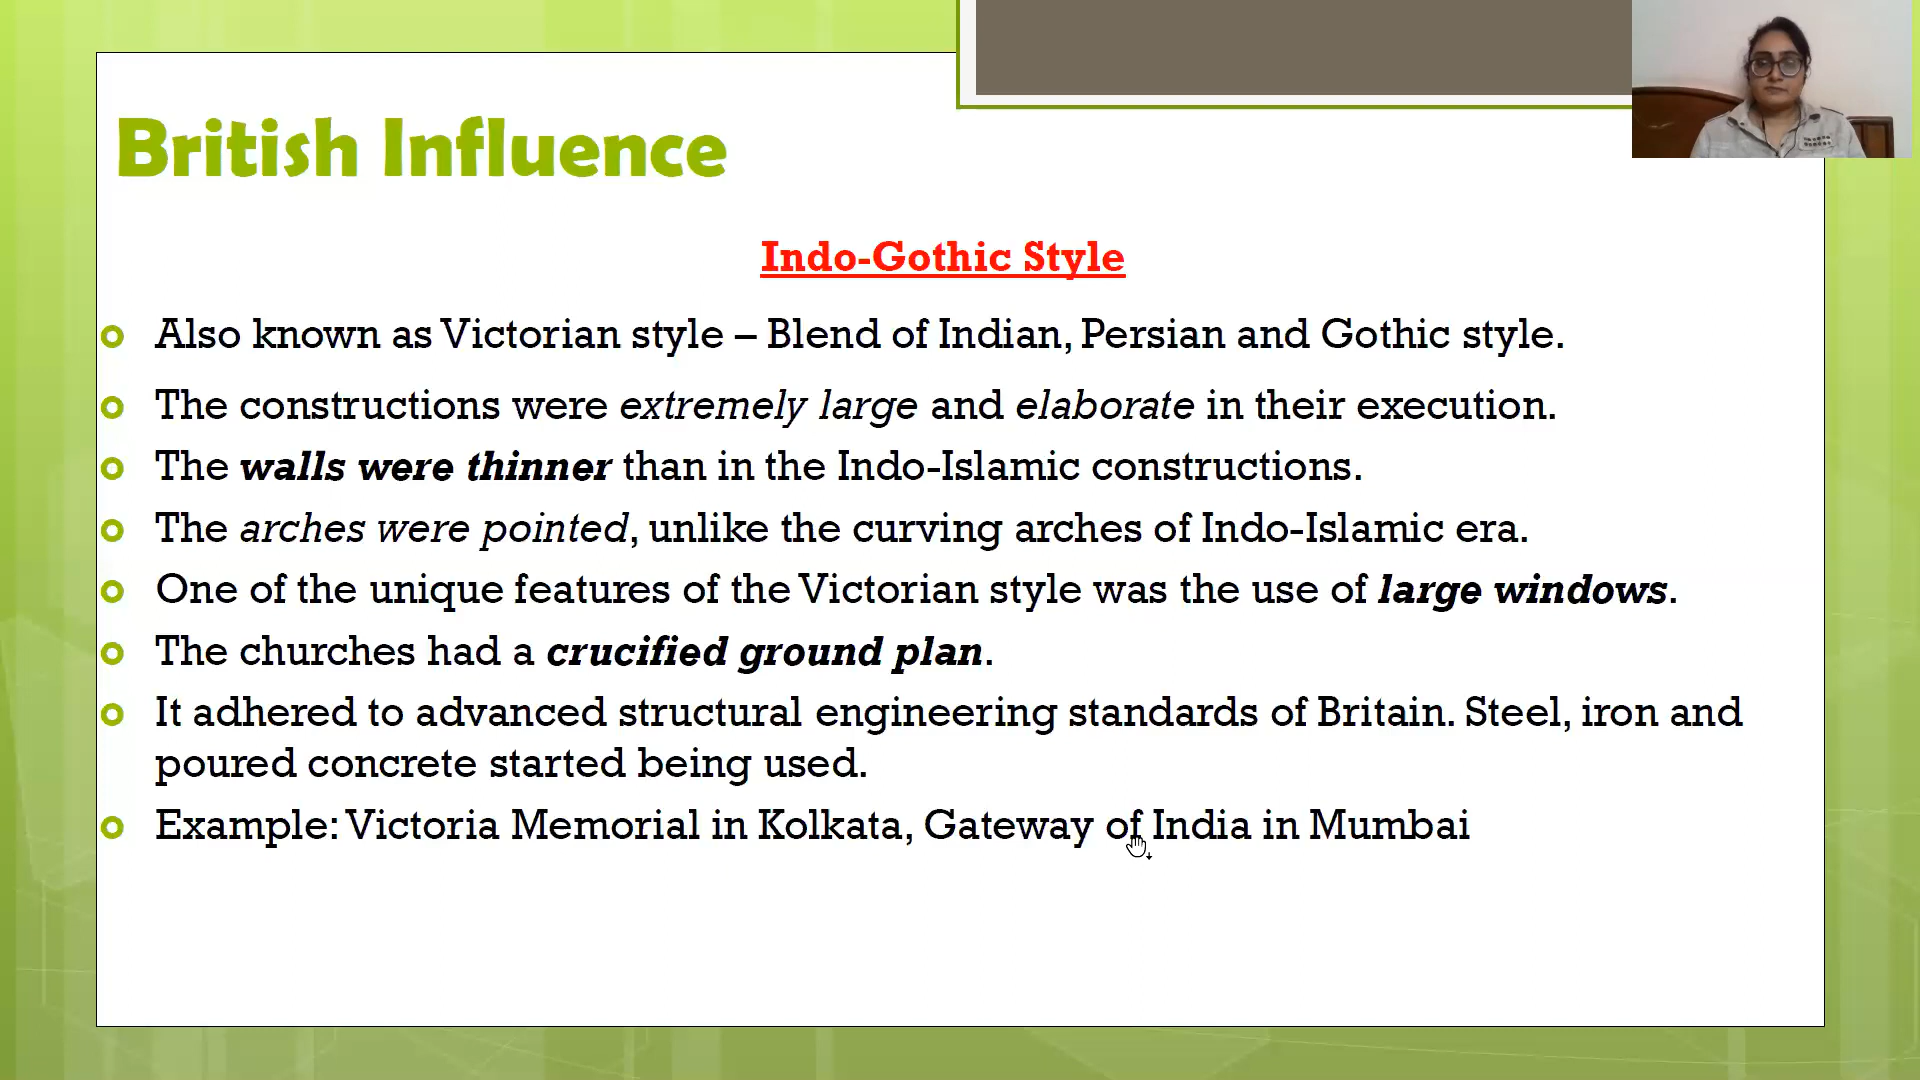 British Influence
Indo-Gothic Style
Also known as Victorian style – Blend of Indian, Persian and Gothic style.
The constructions were extremely large and elaborate in their execution.
The walls were thinner than in the Indo-Islamic constructions.
The arches were pointed, unlike the curving arches of Indo-Islamic era.
One of the unique features of the Victorian style was the use of large windows.
The churches had a crucified ground plan.
It adhered to advanced structural engineering standards of Britain. Steel, iron and
poured concrete started being used.
Example: Victoria Memorial in Kolkata, Gateway of India in Mumbai